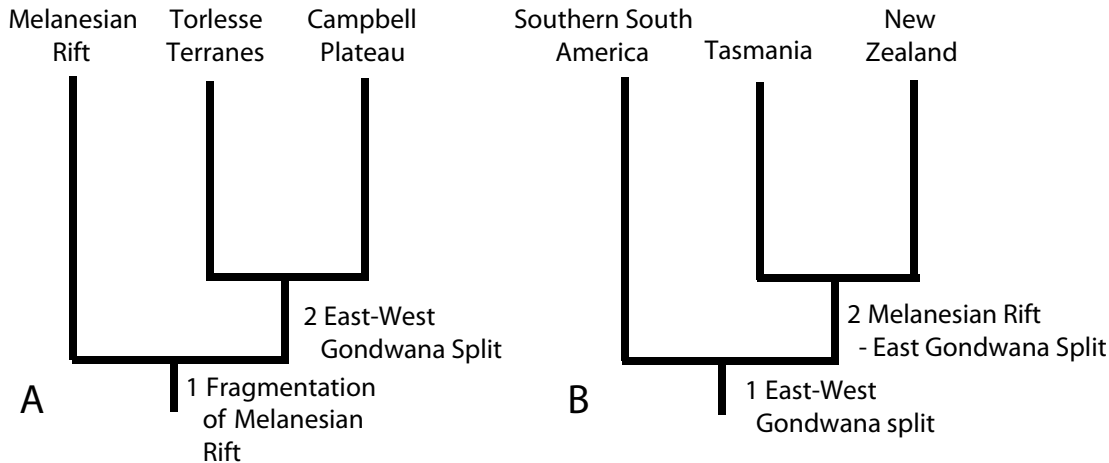 Melanesian
Rift
Torlesse
Terranes
Campbell
Plateau
2 East-West
Gondwana Split
1 Fragmentation
of Melanesian
Rift
A
Southern South
America
Tasmania
New
Zealand
2 Melanesian Rift
- East Gondwana Split
1 East-West
Gondwana split
B